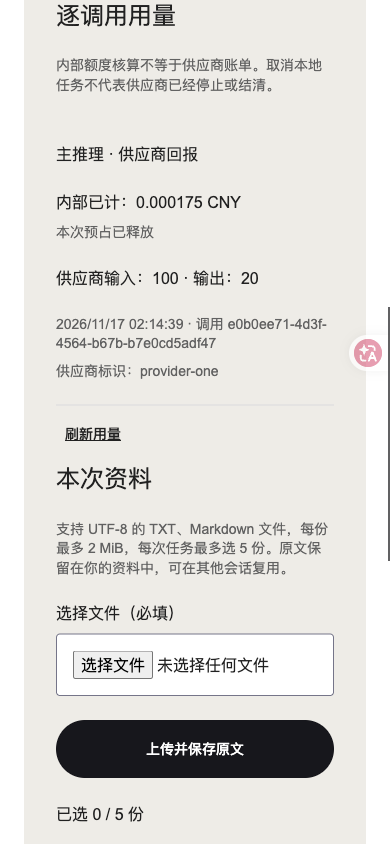 逐调用用量
内部额度核算不等于供应商账单。取消本地
任务不代表供应商已经停止或结清。
主推理 · 供应商回报
内部已计：0.000175 CNY
本次预占已释放
供应商输入：100 · 输出：20
2026/11/17 02:14:39 · 调用 e0b0ee71-4d3f-
4564-b67b-b7e0cd5adf47
供应商标识：provider-one
刷新用量
本次资料
支持 UTF-8 的 TXT、Markdown 文件，每份
最多 2 MiB，每次任务最多选 5 份。原文保
留在你的资料中，可在其他会话复用。
选择文件（必填）
选择文件 未选择任何文件
上传并保存原文
已选 0 / 5 份